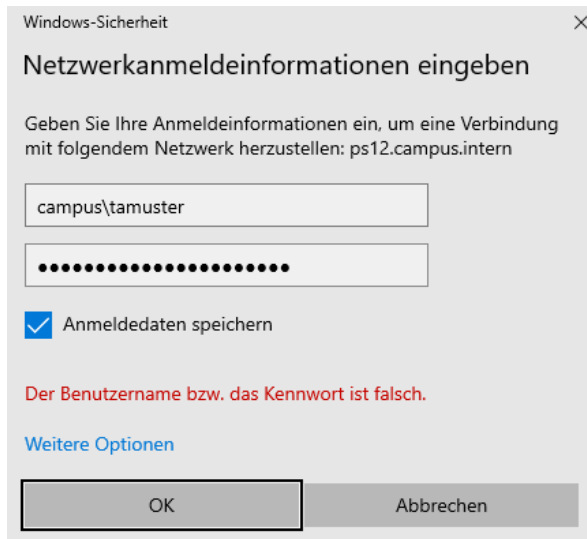 Windows-Sicherheit
Netzwerkanmeldeinformationen eingeben
Geben Sie Ihre Anmeldeinformationen ein, um eine Verbindung
mit folgendem Netzwerk herzustellen: ps12.campus.intern
campus\tamuster
●●●●●●●●●●●●●●●●●●●●●●
Anmeldedaten speichern
Der Benutzername bzw. das Kennwort ist falsch.
Weitere Optionen
OK
Abbrechen